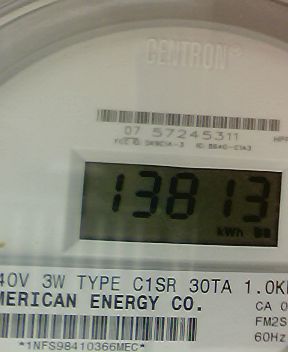 CENTRON®
07 57245311
13813
kWh
40V 3W TYPE C1SR 30TA 1.0K
MERICAN ENERGY CO.
CA 0
FM2S
60Hz
*1NFS98410366MEC*